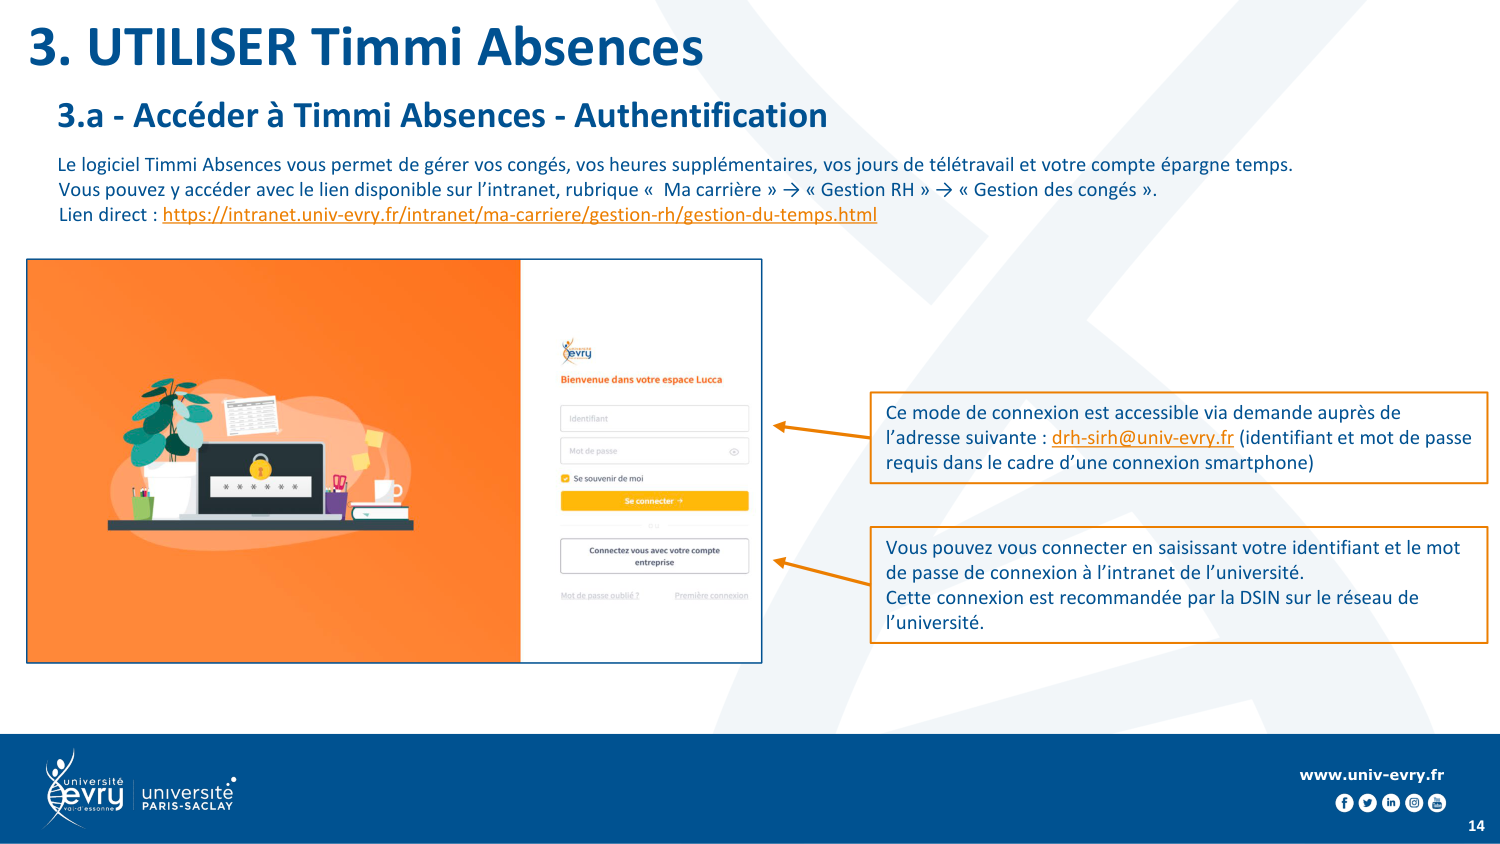 3. UTILISER Timmi Absences
3.a - Accéder à Timmi Absences - Authentification
Le logiciel Timmi Absences vous permet de gérer vos congés, vos heures supplémentaires, vos jours de télétravail et votre compte épargne temps.
Vous pouvez y accéder avec le lien disponible sur l’intranet, rubrique «  Ma carrière » → « Gestion RH » → « Gestion des congés ».
Lien direct : https://intranet.univ-evry.fr/intranet/ma-carriere/gestion-rh/gestion-du-temps.html
université
evry
Bienvenue dans votre espace Lucca
Identifiant
Mot de passe
Se souvenir de moi
Se connecter →
Connectez vous avec votre compte
entreprise
Mot de passe oublié ? Première connexion
* * * * * *
Ce mode de connexion est accessible via demande auprès de
l’adresse suivante : drh-sirh@univ-evry.fr (identifiant et mot de passe
requis dans le cadre d’une connexion smartphone)
Vous pouvez vous connecter en saisissant votre identifiant et le mot
de passe de connexion à l’intranet de l’université.
Cette connexion est recommandée par la DSIN sur le réseau de
l’université.
université
evry
val-d'essonne
université
PARIS-SACLAY
www.univ-evry.fr
14